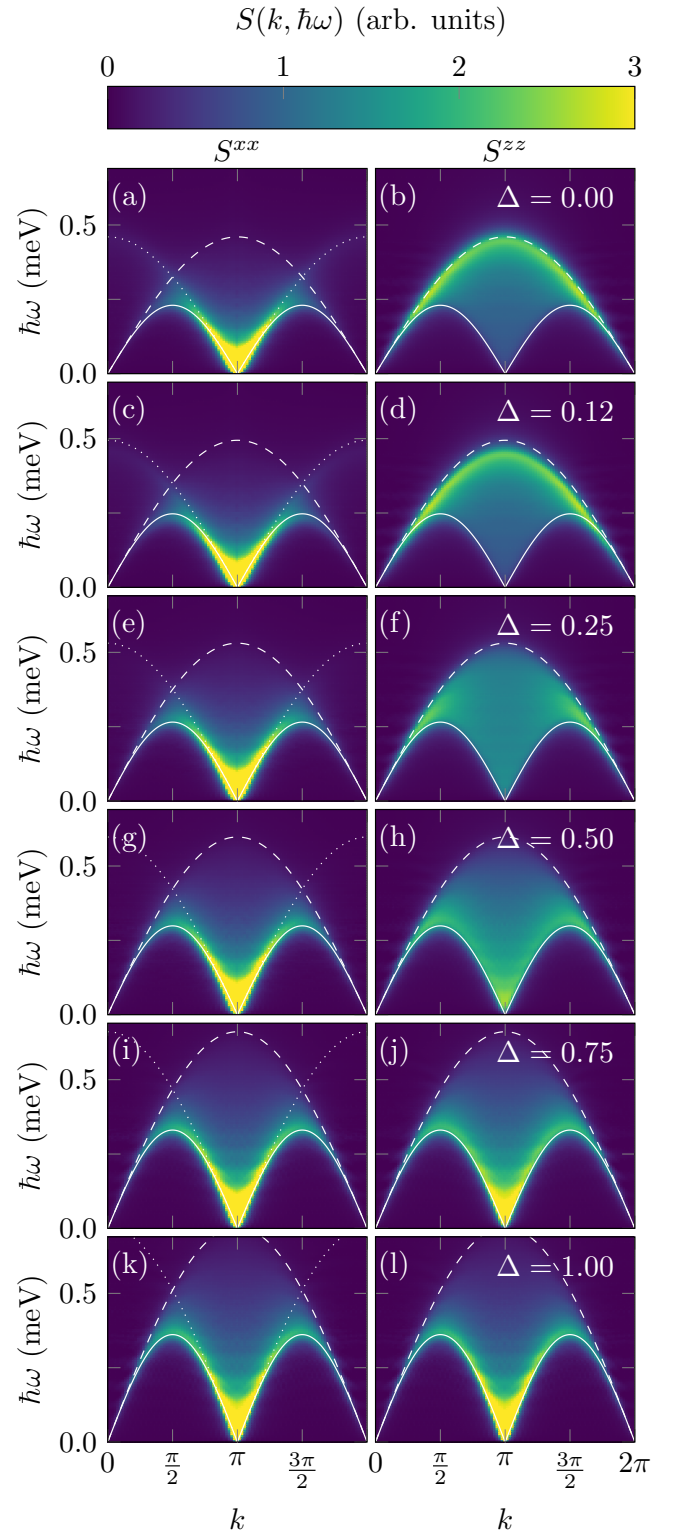 S(k, ħω) (arb. units)
0 1 2 3
S^{xx} S^{zz}
(a) (b) Δ = 0.00
0.5
ħω (meV)
0.0
(c) (d) Δ = 0.12
0.5
ħω (meV)
0.0
(e) (f) Δ = 0.25
0.5
ħω (meV)
0.0
(g) (h) Δ = 0.50
0.5
ħω (meV)
0.0
(i) (j) Δ = 0.75
0.5
ħω (meV)
0.0
(k) (l) Δ = 1.00
0.5
ħω (meV)
0.0
0 π/2 π 3π/2 0 π/2 π 3π/2 2π
k k